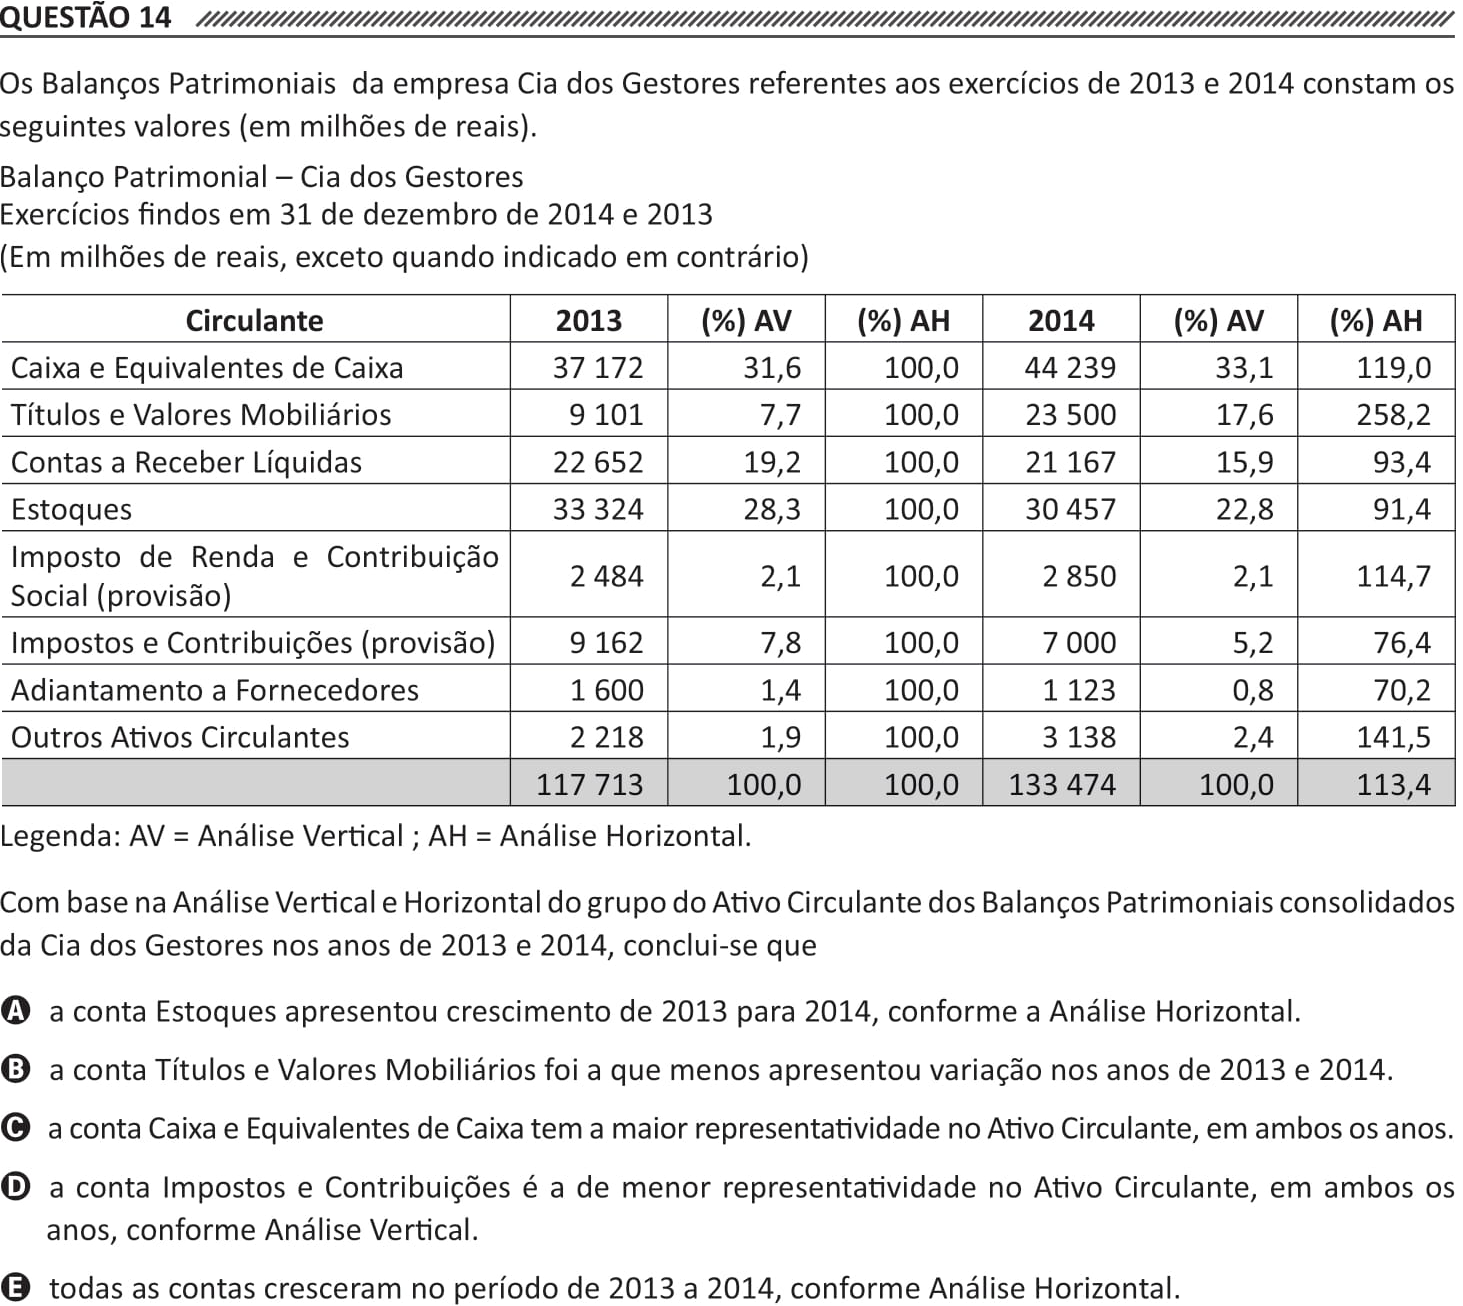 QUESTÃO 14
Os Balanços Patrimoniais da empresa Cia dos Gestores referentes aos exercícios de 2013 e 2014 constam os
seguintes valores (em milhões de reais).
Balanço Patrimonial – Cia dos Gestores
Exercícios findos em 31 de dezembro de 2014 e 2013
(Em milhões de reais, exceto quando indicado em contrário)
Circulante 2013 (%) AV (%) AH 2014 (%) AV (%) AH
Caixa e Equivalentes de Caixa 37 172 31,6 100,0 44 239 33,1 119,0
Títulos e Valores Mobiliários 9 101 7,7 100,0 23 500 17,6 258,2
Contas a Receber Líquidas 22 652 19,2 100,0 21 167 15,9 93,4
Estoques 33 324 28,3 100,0 30 457 22,8 91,4
Imposto de Renda e Contribuição
Social (provisão) 2 484 2,1 100,0 2 850 2,1 114,7
Impostos e Contribuições (provisão) 9 162 7,8 100,0 7 000 5,2 76,4
Adiantamento a Fornecedores 1 600 1,4 100,0 1 123 0,8 70,2
Outros Ativos Circulantes 2 218 1,9 100,0 3 138 2,4 141,5
117 713 100,0 100,0 133 474 100,0 113,4
Legenda: AV = Análise Vertical ; AH = Análise Horizontal.
Com base na Análise Vertical e Horizontal do grupo do Ativo Circulante dos Balanços Patrimoniais consolidados
da Cia dos Gestores nos anos de 2013 e 2014, conclui-se que
A a conta Estoques apresentou crescimento de 2013 para 2014, conforme a Análise Horizontal.
B a conta Títulos e Valores Mobiliários foi a que menos apresentou variação nos anos de 2013 e 2014.
C a conta Caixa e Equivalentes de Caixa tem a maior representatividade no Ativo Circulante, em ambos os anos.
D a conta Impostos e Contribuições é a de menor representatividade no Ativo Circulante, em ambos os
anos, conforme Análise Vertical.
E todas as contas cresceram no período de 2013 a 2014, conforme Análise Horizontal.